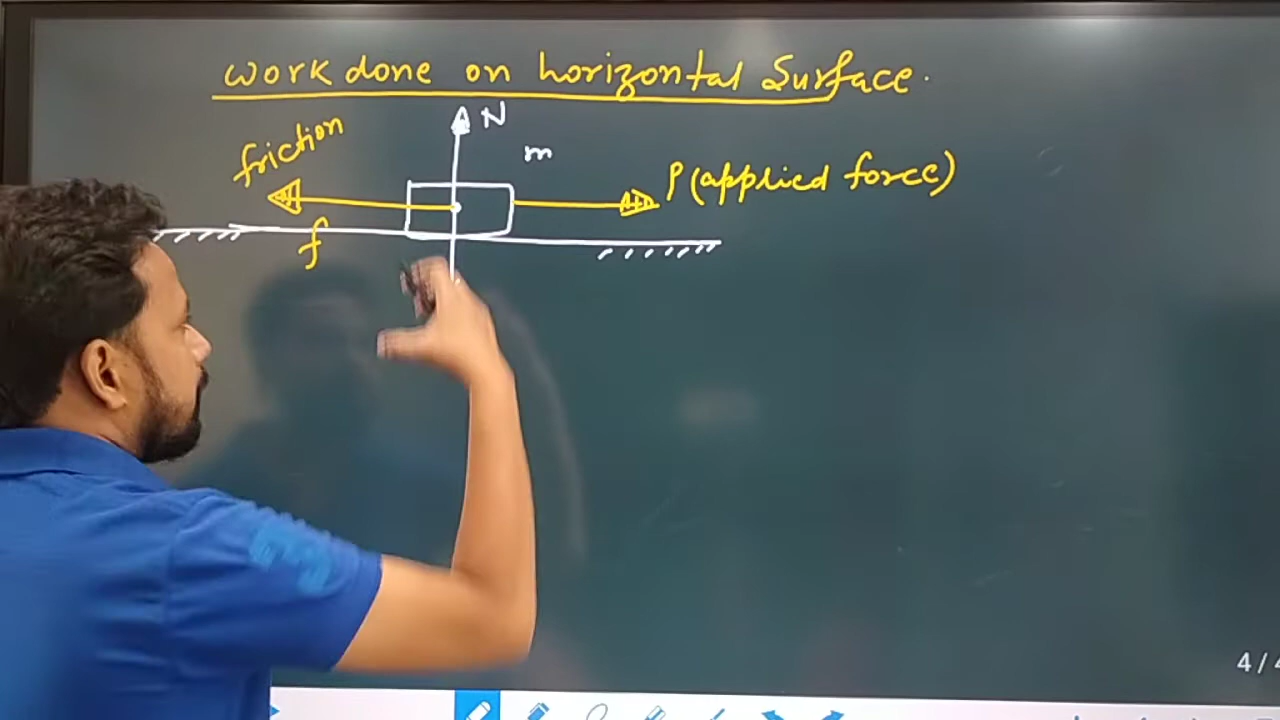 Work done on horizontal Surface.
N
friction
m
P (applied force)
f
4/4